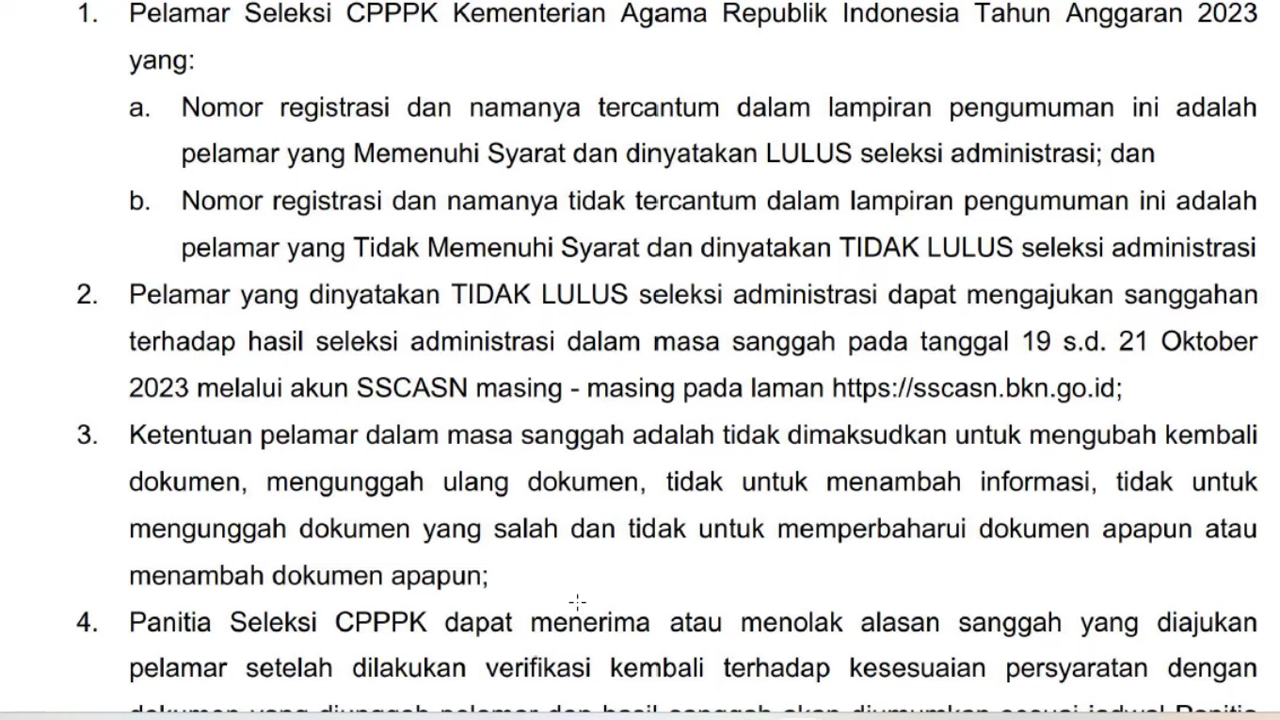 1. Pelamar Seleksi CPPPK Kementerian Agama Republik Indonesia Tahun Anggaran 2023
yang:
a. Nomor registrasi dan namanya tercantum dalam lampiran pengumuman ini adalah
pelamar yang Memenuhi Syarat dan dinyatakan LULUS seleksi administrasi; dan
b. Nomor registrasi dan namanya tidak tercantum dalam lampiran pengumuman ini adalah
pelamar yang Tidak Memenuhi Syarat dan dinyatakan TIDAK LULUS seleksi administrasi
2. Pelamar yang dinyatakan TIDAK LULUS seleksi administrasi dapat mengajukan sanggahan
terhadap hasil seleksi administrasi dalam masa sanggah pada tanggal 19 s.d. 21 Oktober
2023 melalui akun SSCASN masing - masing pada laman https://sscasn.bkn.go.id;
3. Ketentuan pelamar dalam masa sanggah adalah tidak dimaksudkan untuk mengubah kembali
dokumen, mengunggah ulang dokumen, tidak untuk menambah informasi, tidak untuk
mengunggah dokumen yang salah dan tidak untuk memperbaharui dokumen apapun atau
menambah dokumen apapun;
4. Panitia Seleksi CPPPK dapat menerima atau menolak alasan sanggah yang diajukan
pelamar setelah dilakukan verifikasi kembali terhadap kesesuaian persyaratan dengan